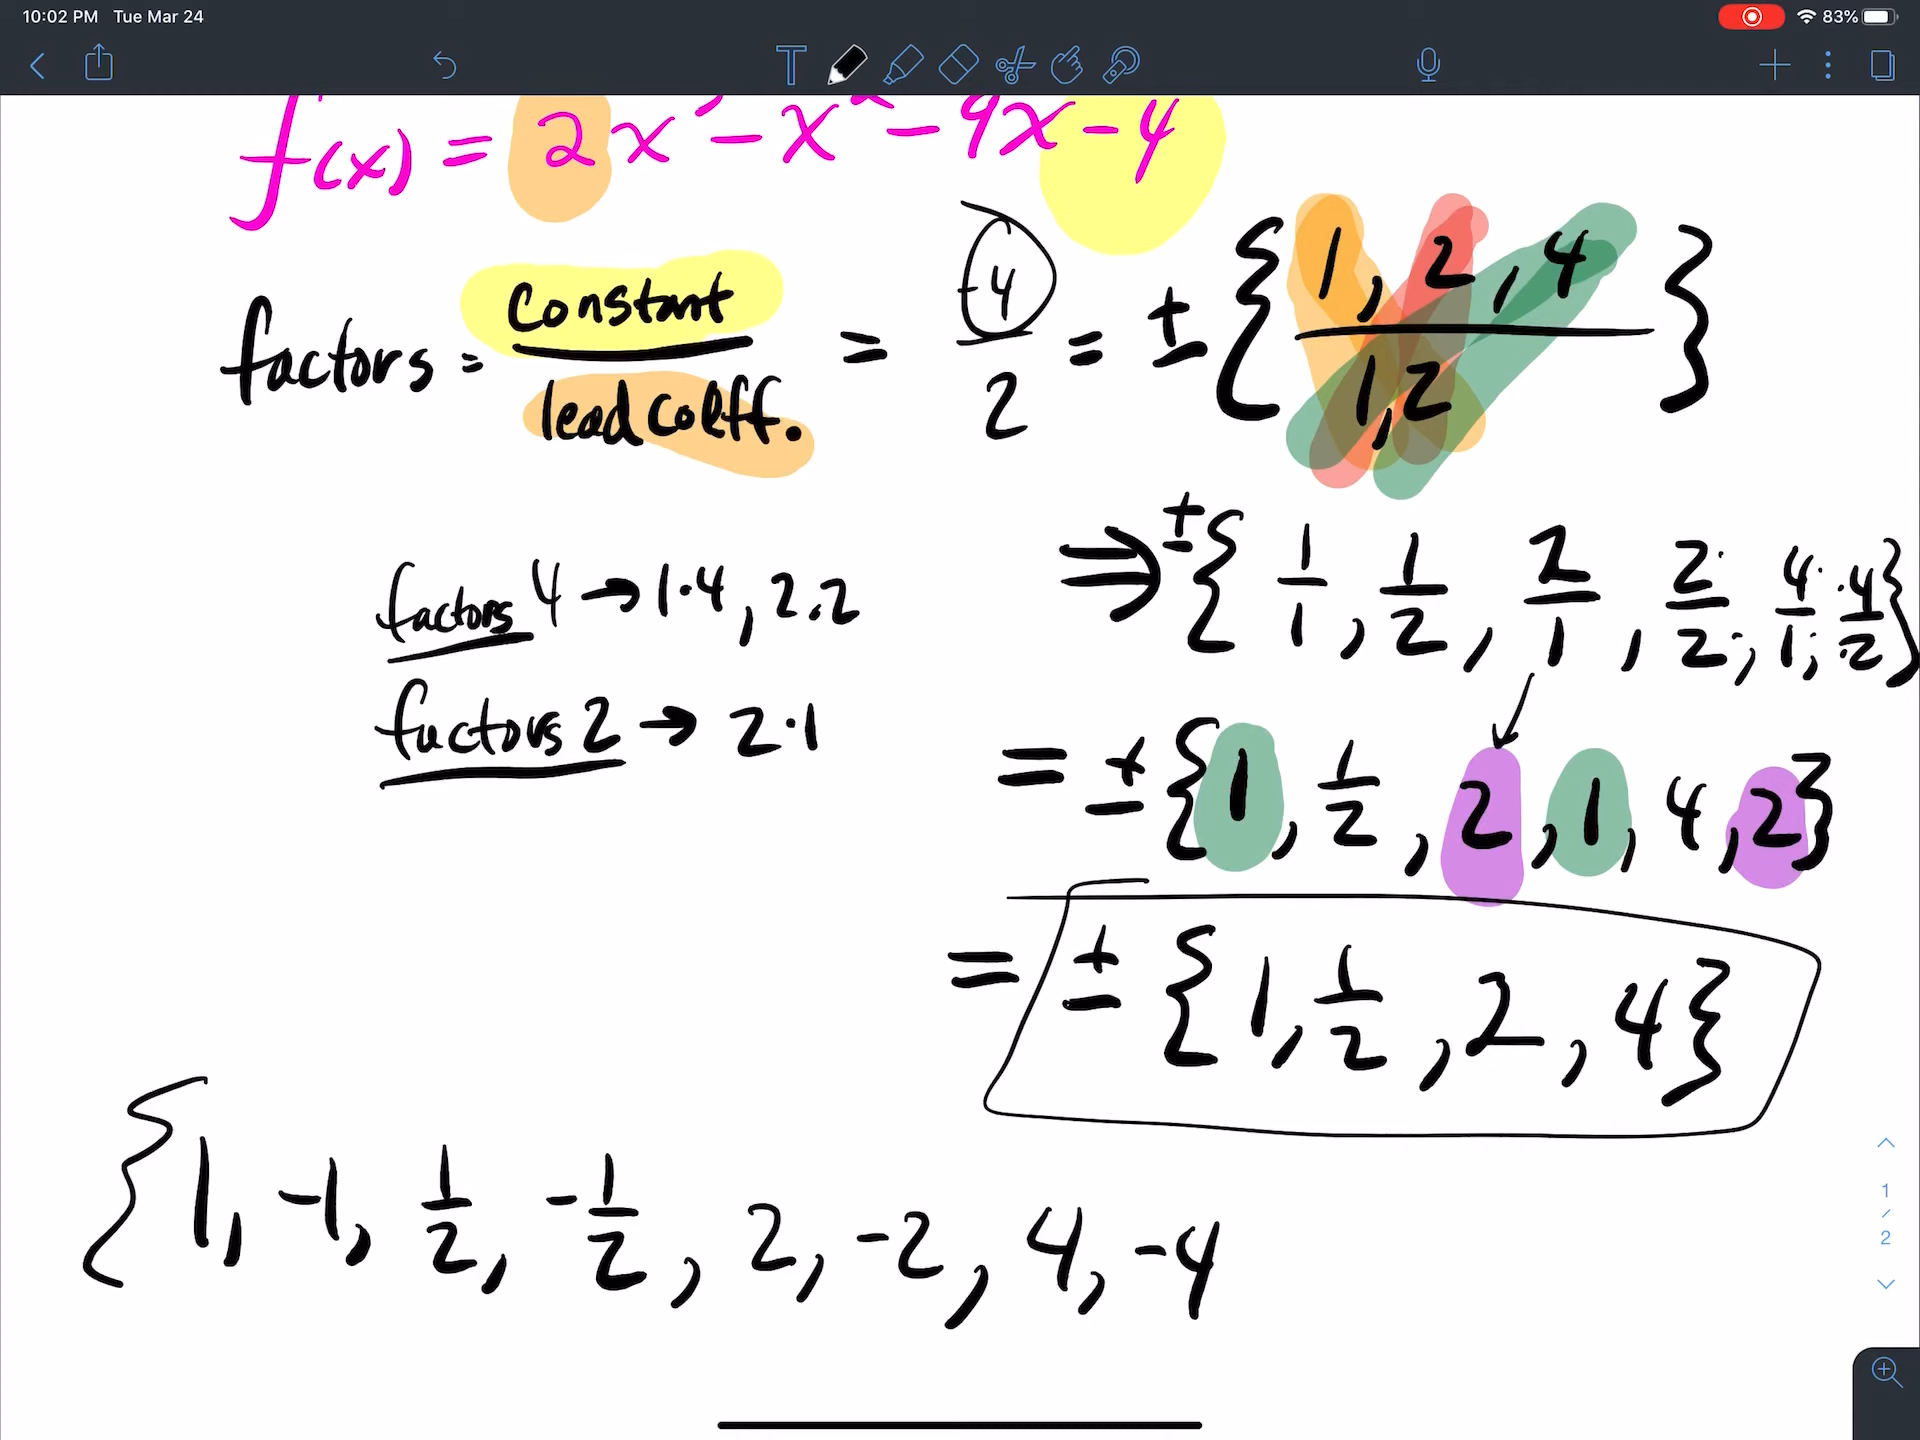 10:02 PM Tue Mar 24 83%
f(x) = 2x³ - x² - 9x - 4
factors = constant / lead coeff. = -4/2 = ± { 1, 2, 4 / 1, 2 }
⇒ ± { 1/1, 1/2, 2/1, 2/2, 4/1, 4/2 }
factors 4 → 1·4, 2·2
factors 2 → 2·1
= ± { 1, 1/2, 2, 1, 4, 2 }
= ± { 1, 1/2, 2, 4 }
{ 1, -1, 1/2, -1/2, 2, -2, 4, -4
1 / 2